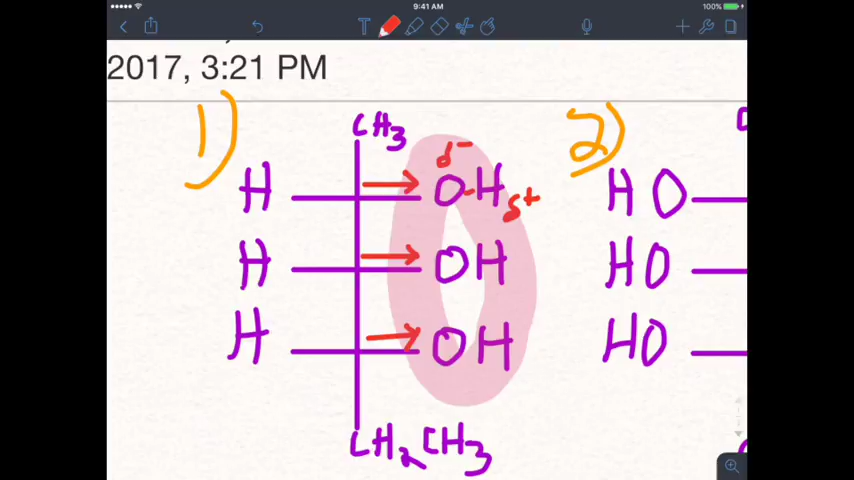 9:41 AM
100%
T
2017, 3:21 PM
1)
CH3
δ-
H OH
δ+
H OH
H OH
CH2CH3
2)
HO
HO
HO